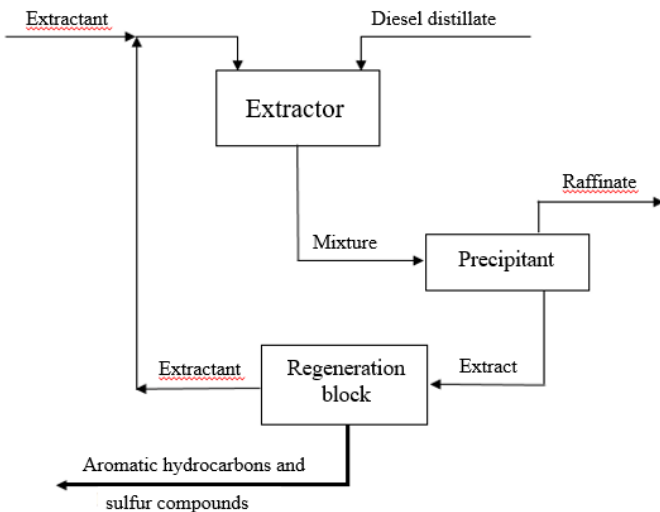 Extractant
Diesel distillate
Extractor
Raffinate
Mixture
Precipitant
Extractant
Regeneration
block
Extract
Aromatic hydrocarbons and
sulfur compounds